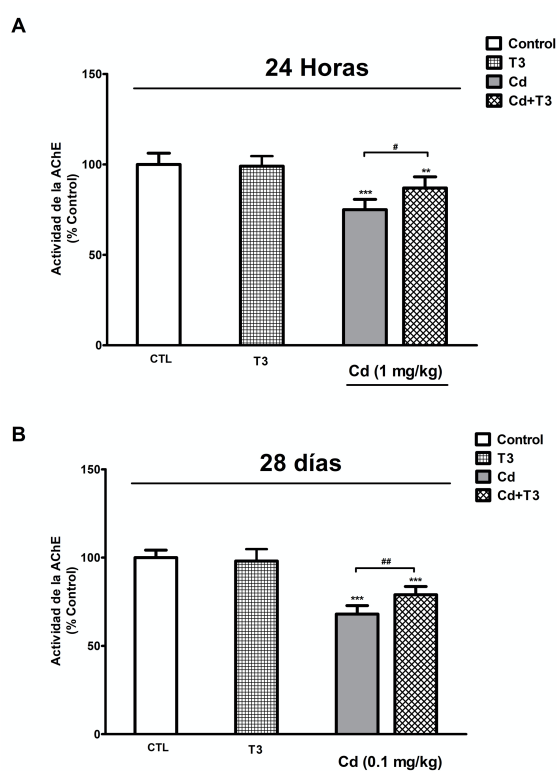 A
24 Horas
Control
T3
Cd
Cd+T3
Actividad de la AChE
(% Control)
150
100
50
0
#
***
**
CTL
T3
Cd (1 mg/kg)
B
28 días
Control
T3
Cd
Cd+T3
Actividad de la AChE
(% Control)
150
100
50
0
##
***
***
CTL
T3
Cd (0.1 mg/kg)